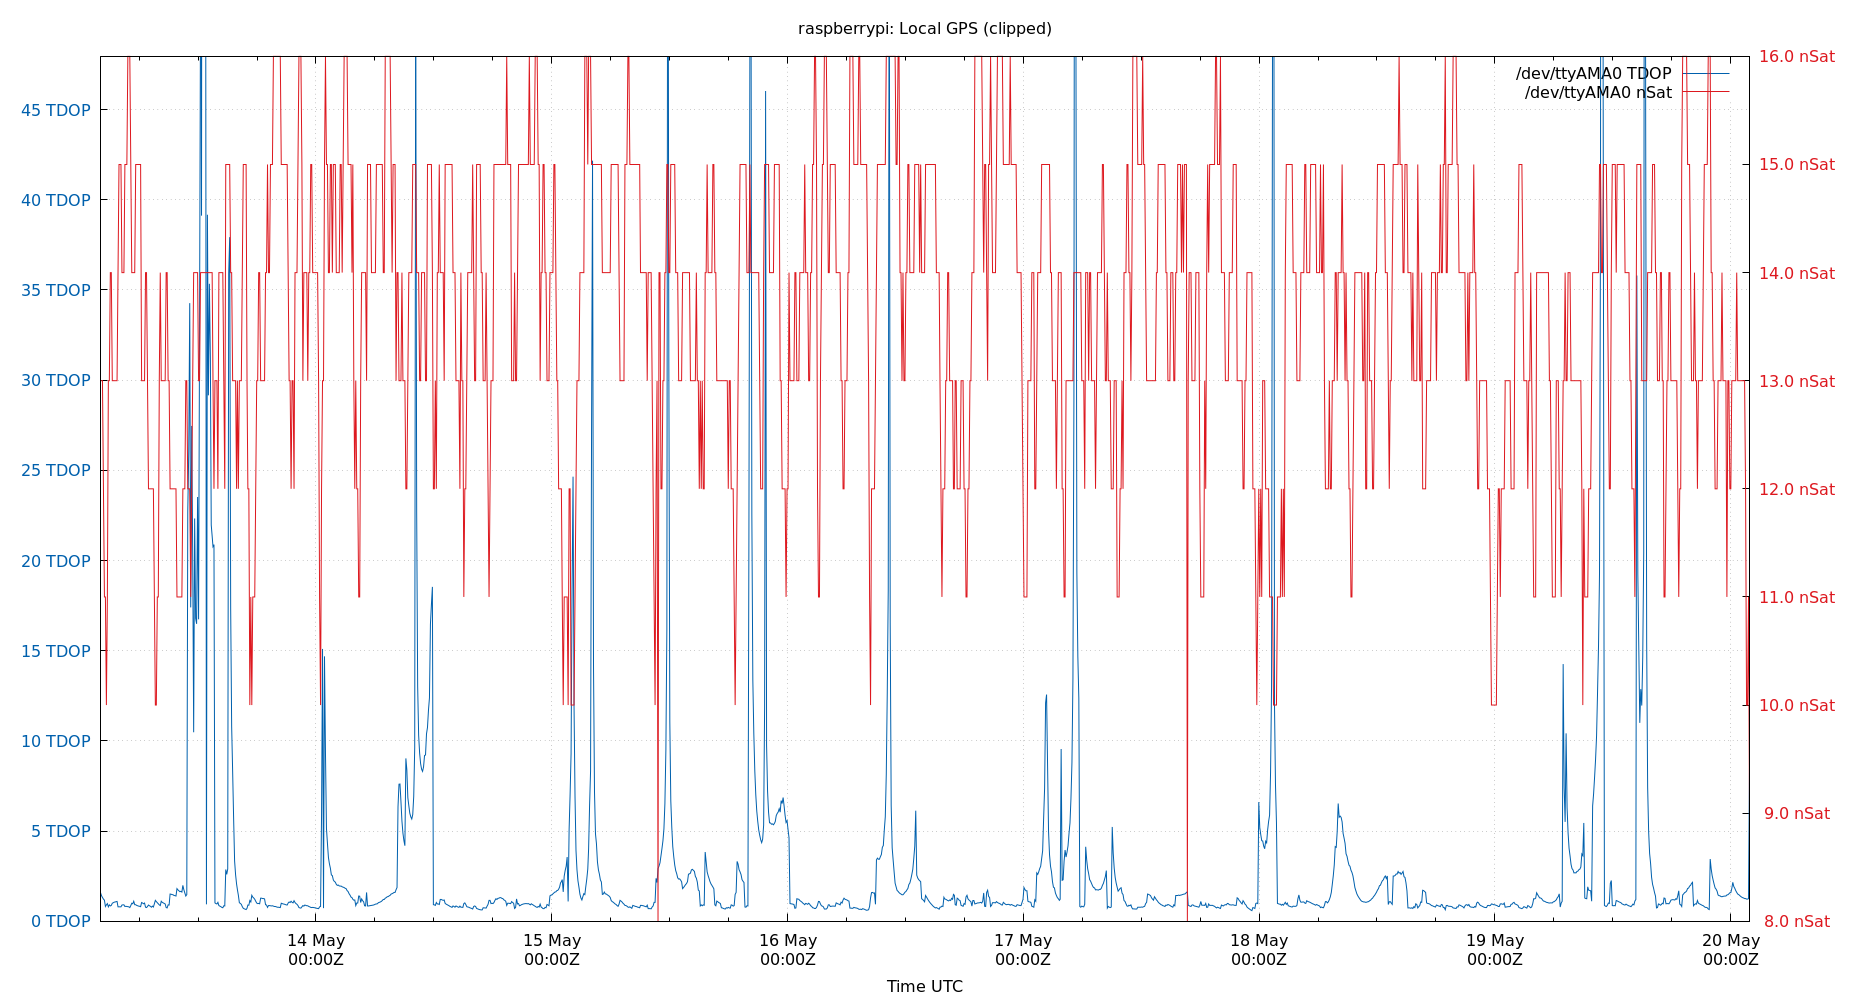 raspberrypi: Local GPS (clipped)
/dev/ttyAMA0 TDOP
/dev/ttyAMA0 nSat
45 TDOP
40 TDOP
35 TDOP
30 TDOP
25 TDOP
20 TDOP
15 TDOP
10 TDOP
5 TDOP
0 TDOP
16.0 nSat
15.0 nSat
14.0 nSat
13.0 nSat
12.0 nSat
11.0 nSat
10.0 nSat
9.0 nSat
8.0 nSat
14 May
00:00Z
15 May
00:00Z
16 May
00:00Z
17 May
00:00Z
18 May
00:00Z
19 May
00:00Z
20 May
00:00Z
Time UTC